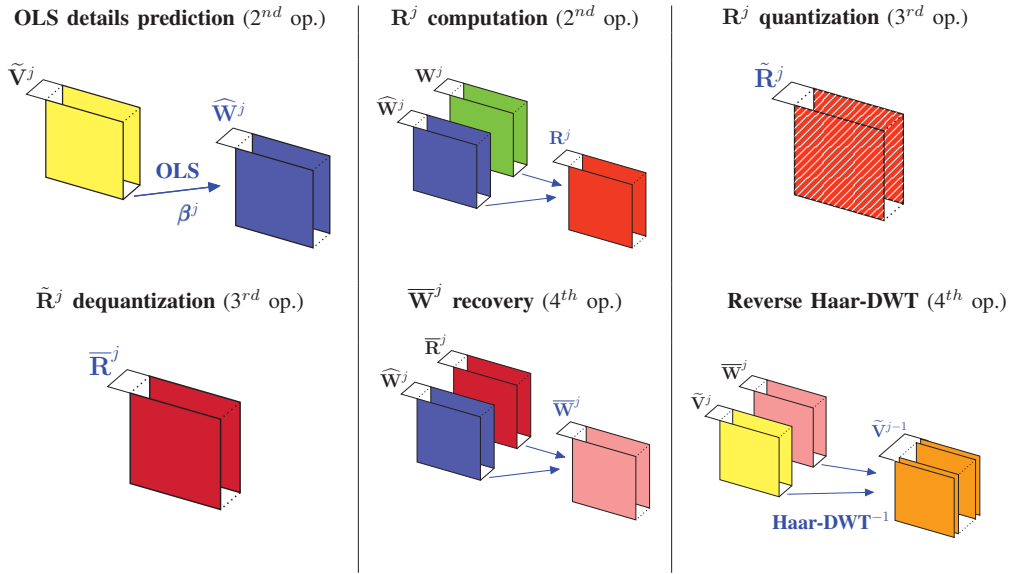 OLS details prediction (2ⁿᵈ op.)
Ṽʲ
Ŵʲ
OLS
βʲ
Rʲ computation (2ⁿᵈ op.)
Wʲ
Ŵʲ
Rʲ
Rʲ quantization (3ʳᵈ op.)
R̃ʲ
R̃ʲ dequantization (3ʳᵈ op.)
R̅ʲ
W̅ʲ recovery (4ᵗʰ op.)
R̅ʲ
Ŵʲ
W̅ʲ
Reverse Haar-DWT (4ᵗʰ op.)
W̅ʲ
Ṽʲ
Ṽʲ⁻¹
Haar-DWT⁻¹